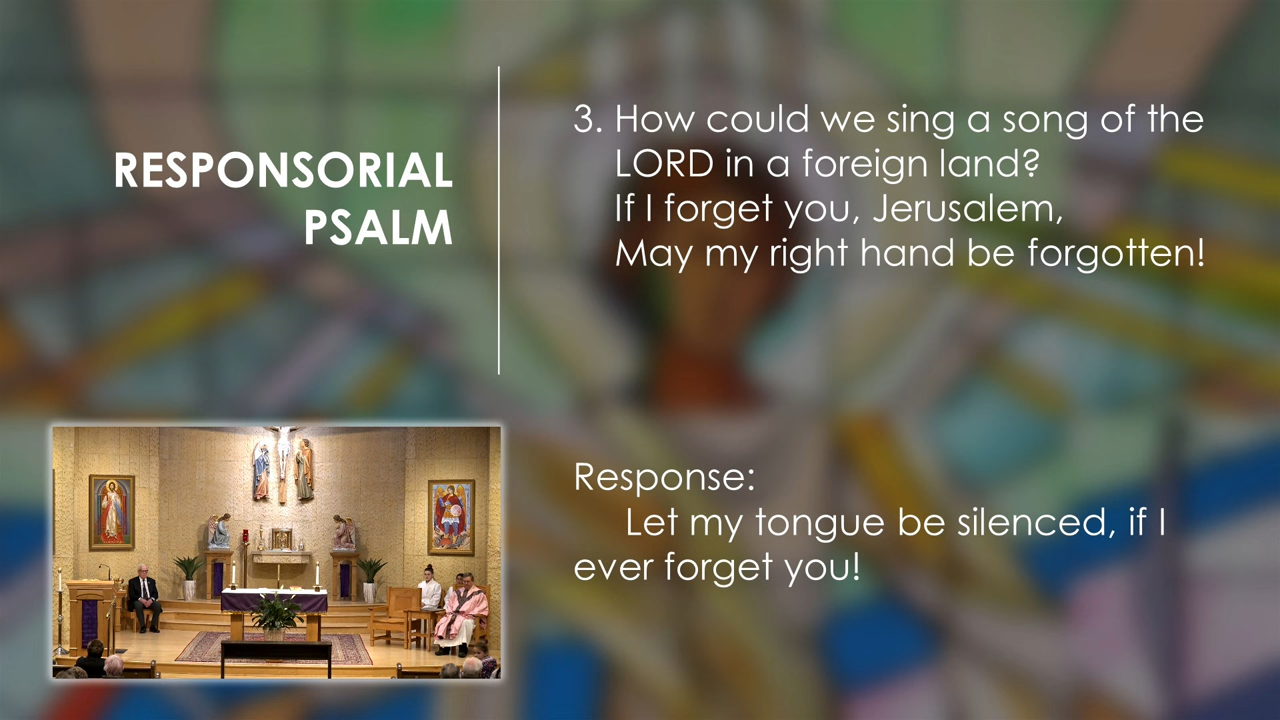 RESPONSORIAL
PSALM
3. How could we sing a song of the
LORD in a foreign land?
If I forget you, Jerusalem,
May my right hand be forgotten!
Response:
Let my tongue be silenced, if I
ever forget you!